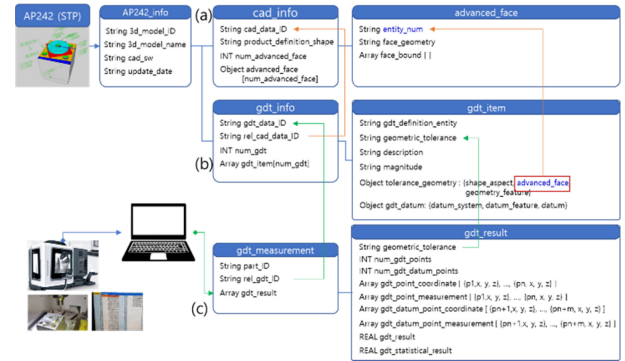 AP242 (STP)
AP242_info
String 3d_model_ID
String 3d_model_name
String cad_sw
String update_date
(a)
cad_info
String cad_data_ID
String product_definition_shape
INT num_advanced_face
Object advanced_face
[num_advanced_face]
advanced_face
String entity_num
String face_geometry
Array face_bound [ ]
(b)
gdt_info
String gdt_data_ID
String rel_cad_data_ID
INT num_gdt
Array gdt_item[num_gdt]
gdt_item
String gdt_definition_entity
String geometric_tolerance
String description
String magnitude
Object tolerance_geometry : {shape_aspect, advanced_face
geometry_feature}
Object gdt_datum: {datum_system, datum_feature, datum}
(c)
gdt_measurement
String part_ID
String rel_gdt_ID
Array gdt_result
gdt_result
String geometric_tolerance
INT num_gdt_points
INT num_gdt_datum_points
Array gdt_point_coordinate [ {p1,x, y, z}, ..., {pn, x, y, z} ]
Array gdt_point_measurement [ {p1,x, y, z}, ..., {pn, x, y, z} ]
Array gdt_datum_point_coordinate [ {pn+1,x, y, z}, ..., {pn+m, x, y, z} ]
Array gdt_datum_point_measurement [ {pn+1,x, y, z}, ..., {pn+m, x, y, z} ]
REAL gdt_result
REAL gdt_statistical_result